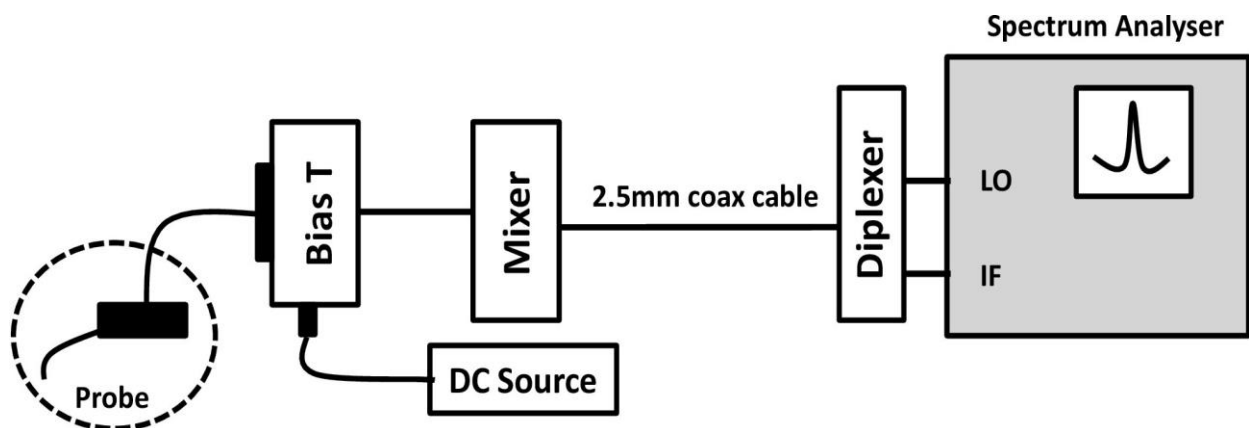 Spectrum Analyser
Bias T
Mixer
2.5mm coax cable
Diplexer
LO
IF
Probe
DC Source